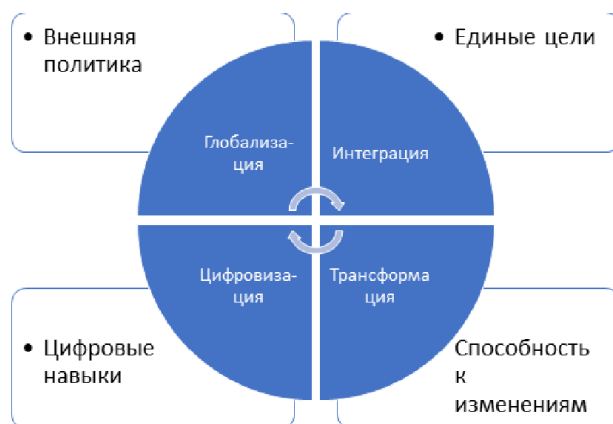 • Внешняя
политика
• Единые цели
Глобализа-
ция
Интеграция
Цифровиза-
ция
Трансформа
ция
• Цифровые
навыки
Способность
к
изменениям